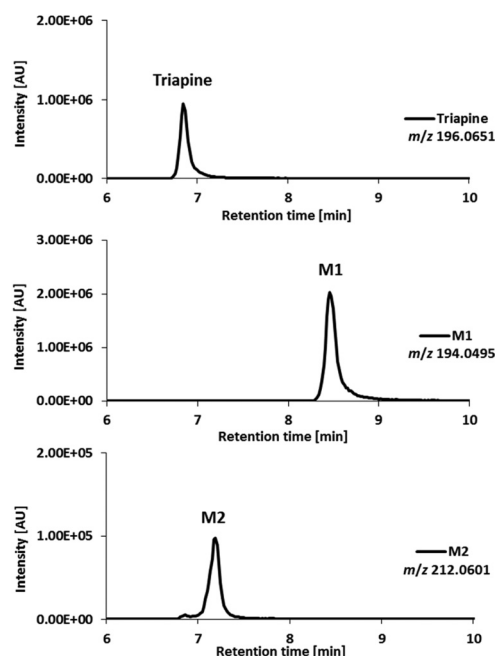 2.00E+06
Triapine
1.00E+06
Triapine
m/z 196.0651
0.00E+00
6 7 8 9 10
Intensity [AU]
Retention time [min]
3.00E+06
M1
2.00E+06
M1
m/z 194.0495
1.00E+06
0.00E+00
6 7 8 9 10
Intensity [AU]
Retention time [min]
2.00E+05
M2
1.00E+05
M2
m/z 212.0601
0.00E+00
6 7 8 9 10
Intensity [AU]
Retention time [min]